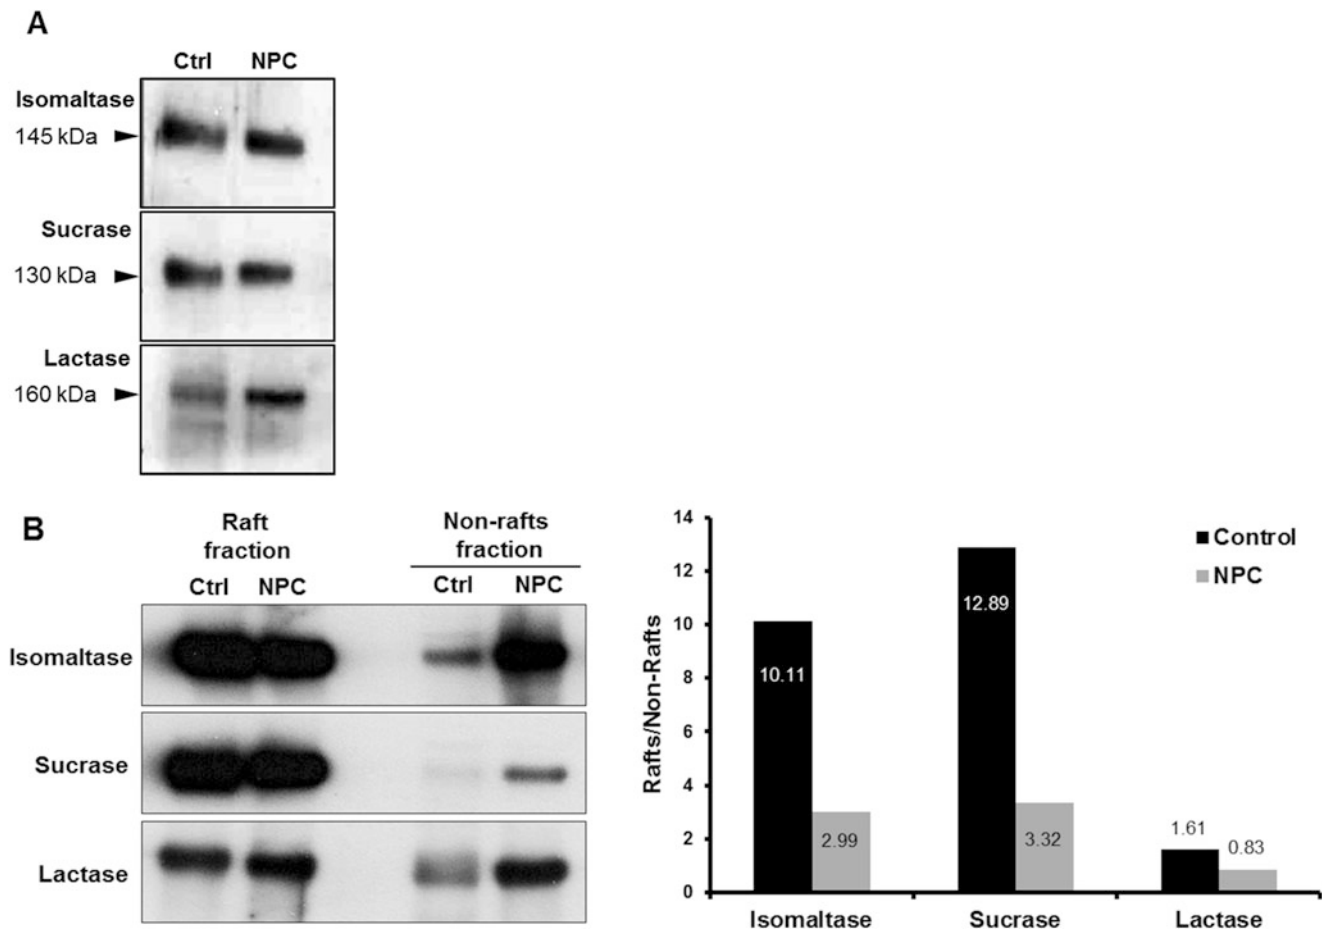 A
Ctrl NPC
Isomaltase
145 kDa
Sucrase
130 kDa
Lactase
160 kDa
B
Raft
fraction
Non-rafts
fraction
Ctrl NPC
Ctrl NPC
Isomaltase
Sucrase
Lactase
Rafts/Non-Rafts
14
12
10
8
6
4
2
0
Control
NPC
10.11
2.99
12.89
3.32
1.61
0.83
Isomaltase
Sucrase
Lactase